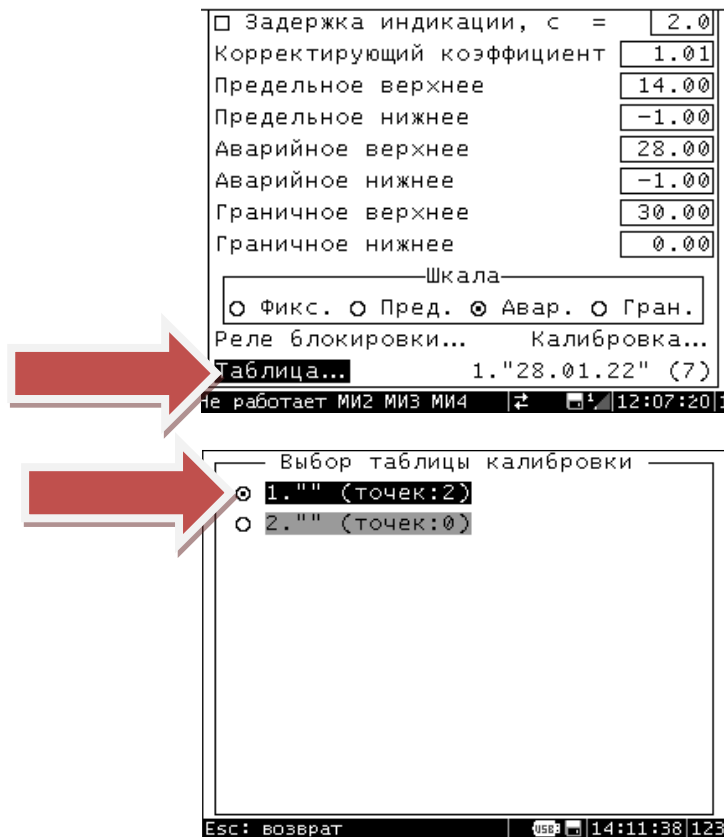 Задержка индикации, с = 2.0
Корректирующий коэффициент 1.01
Предельное верхнее 14.00
Предельное нижнее -1.00
Аварийное верхнее 28.00
Аварийное нижнее -1.00
Граничное верхнее 30.00
Граничное нижнее 0.00
Шкала
Фикс. Пред. Авар. Гран.
Реле блокировки... Калибровка...
Таблица... 1."28.01.22" (7)
Не работает МИ2 МИ3 МИ4 1 12:07:20
Выбор таблицы калибровки
1."" (точек:2)
2."" (точек:0)
Esc: возврат USB 14:11:38 123